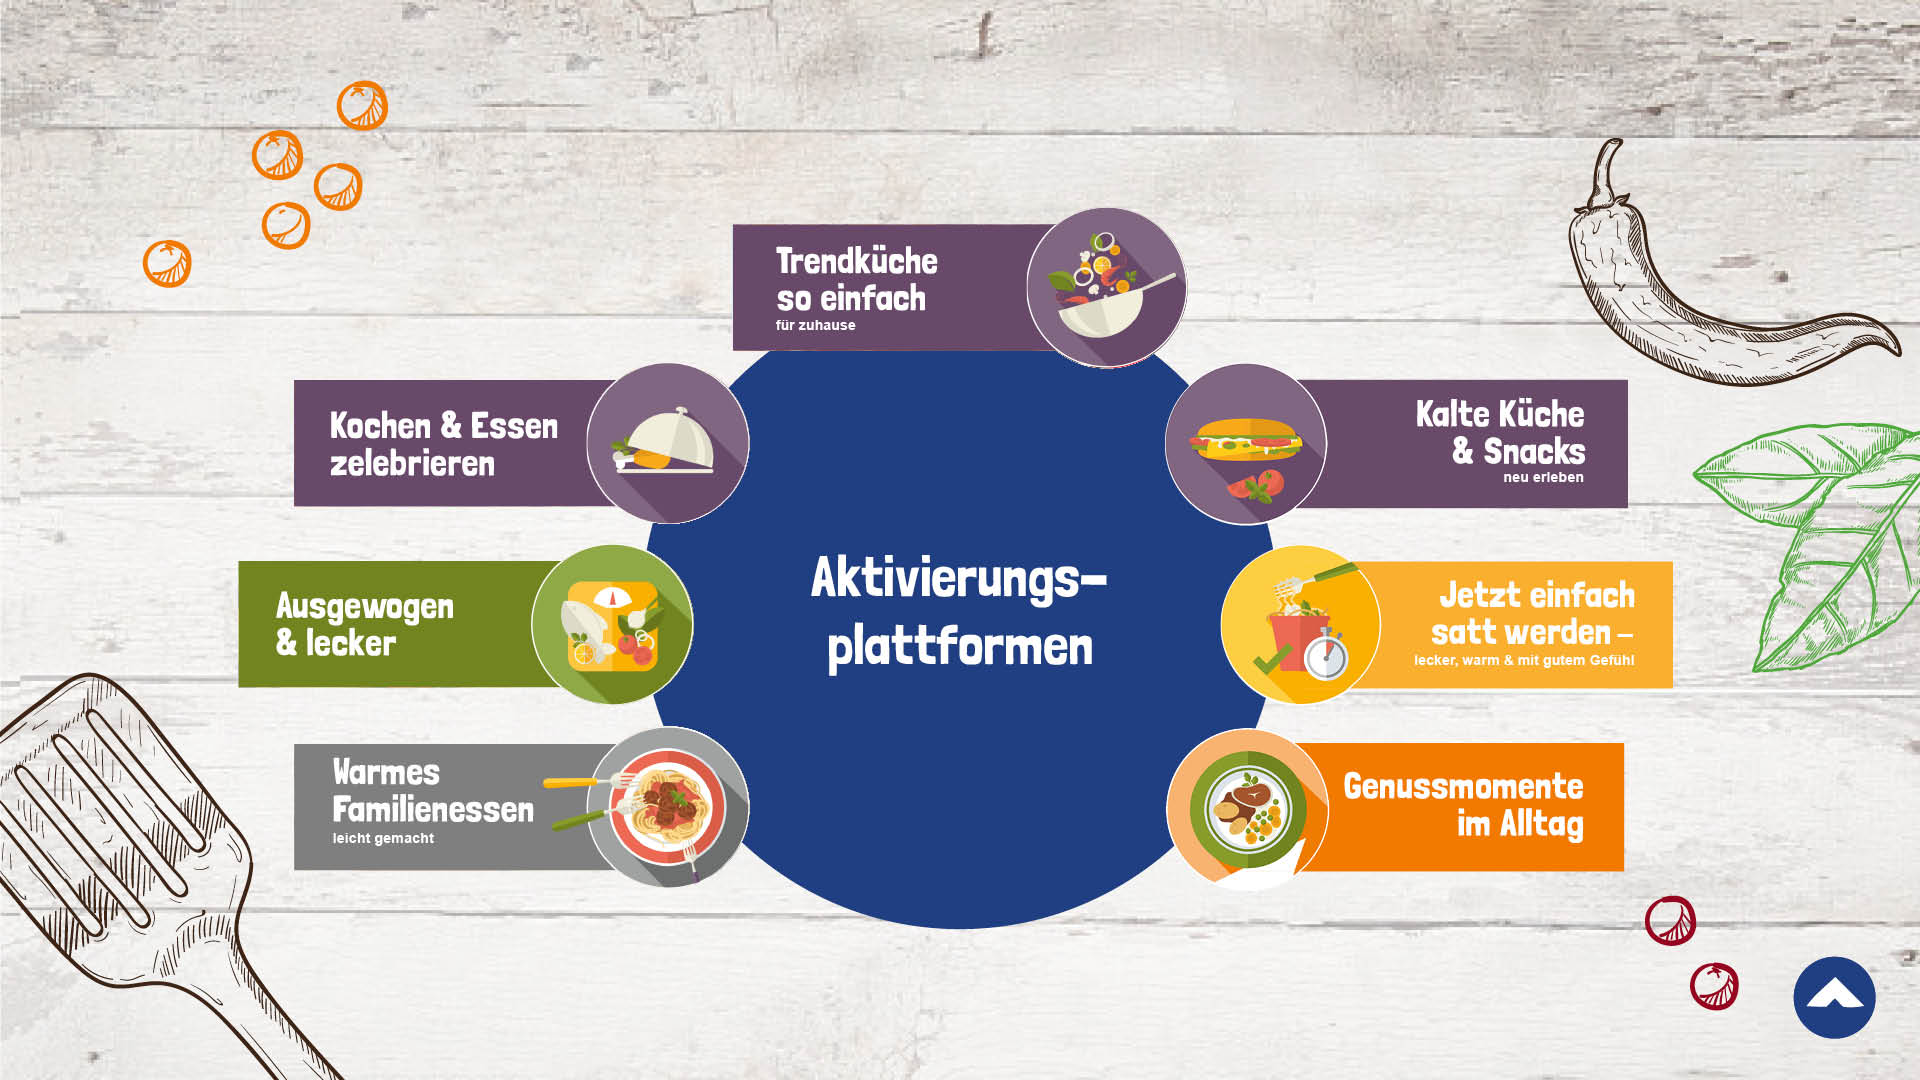 Trendküche
so einfach
für zuhause
Kochen & Essen
zelebrieren
Kalte Küche
& Snacks
neu erleben
Aktivierungs-
plattformen
Ausgewogen
& lecker
Jetzt einfach
satt werden –
lecker, warm & mit gutem Gefühl
Warmes
Familienessen
leicht gemacht
Genussmomente
im Alltag